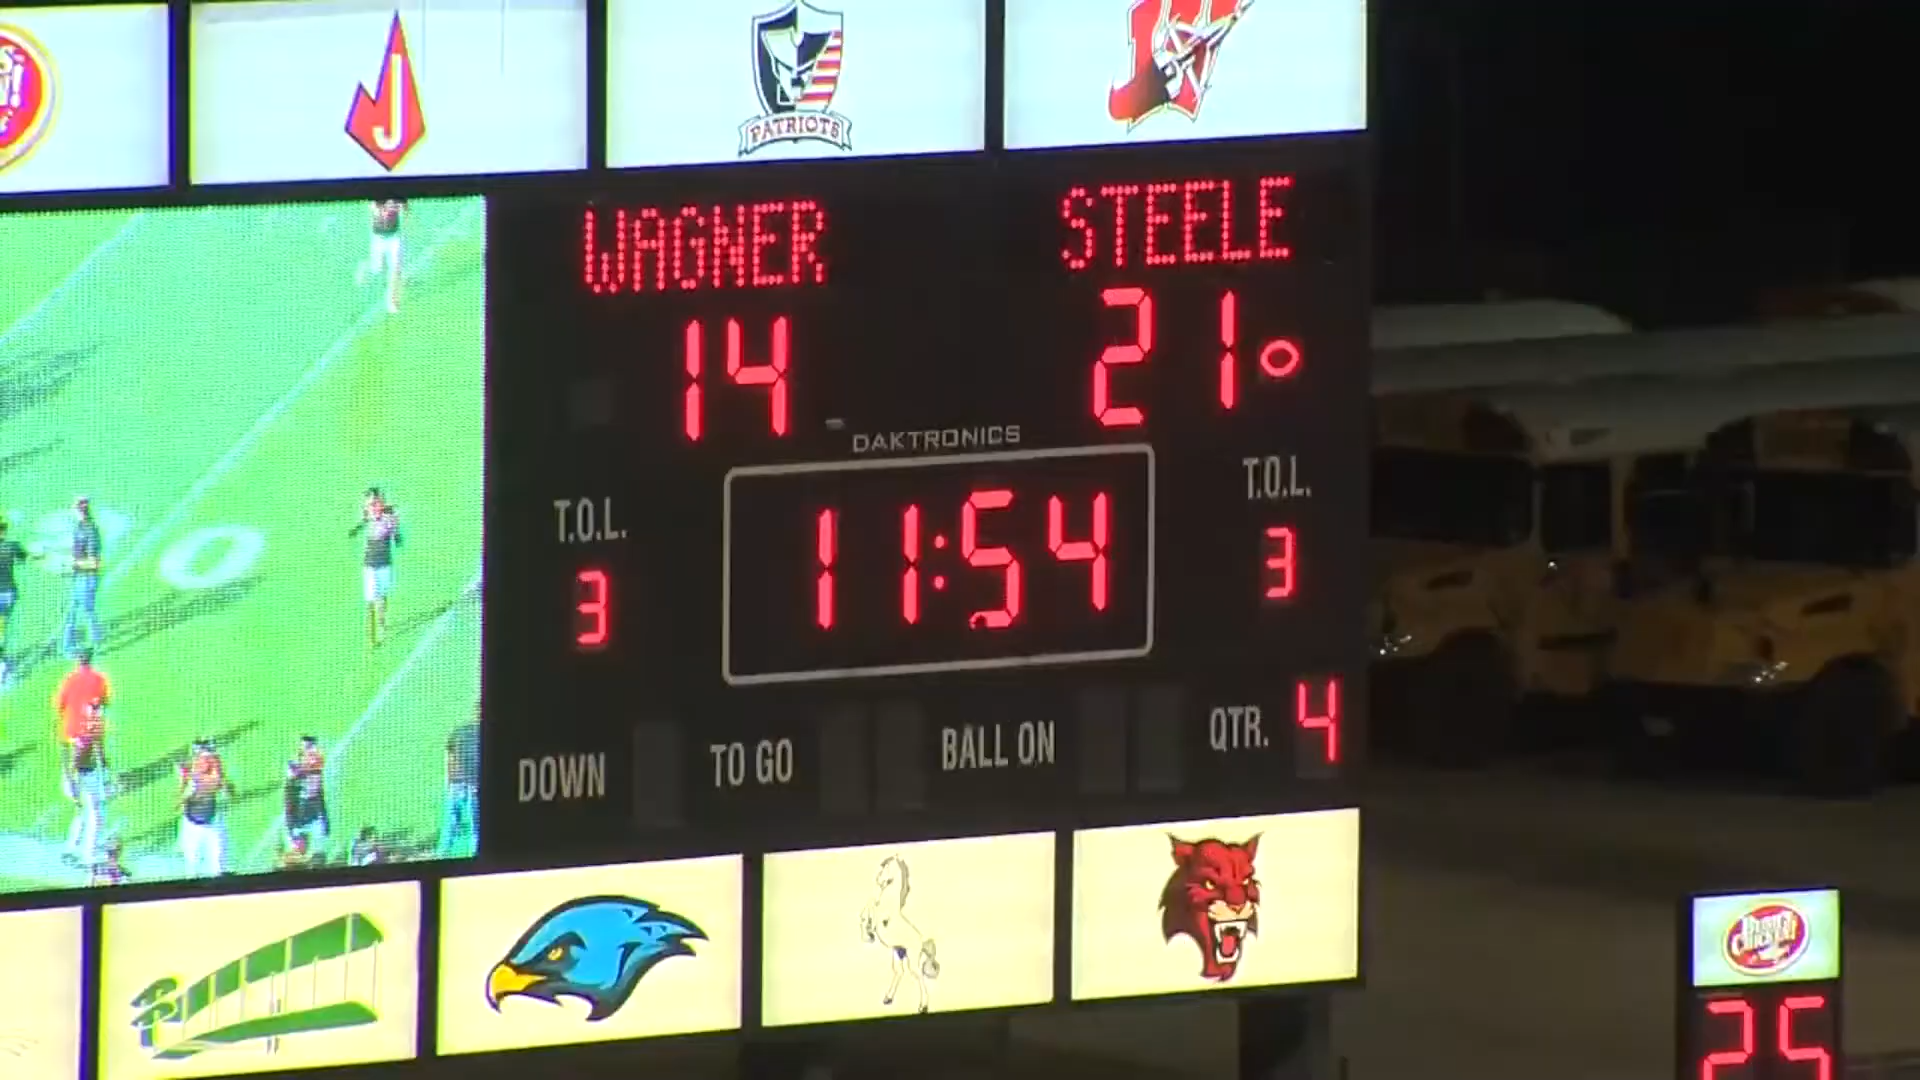 J
PATRIOTS
WAGNER STEELE
14 21
DAKTRONICS
T.O.L. 11:54 T.O.L.
3 3
DOWN TO GO BALL ON QTR. 4
25